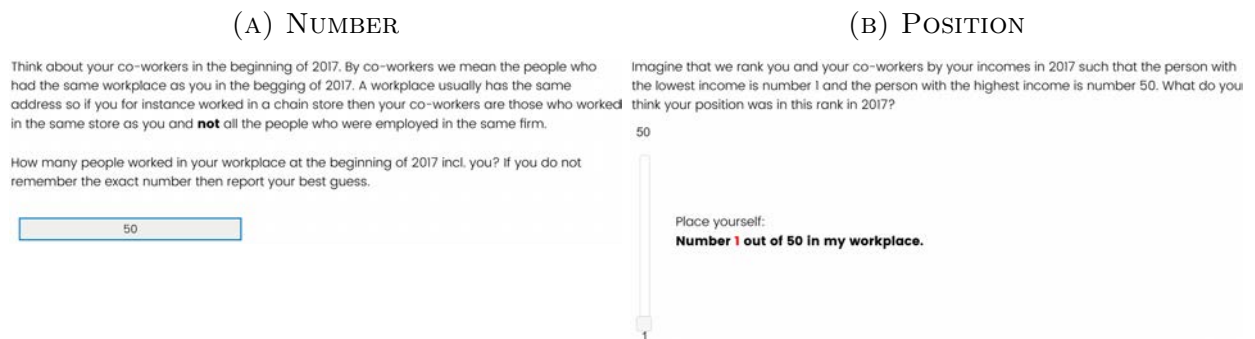 (A) NUMBER
Think about your co-workers in the beginning of 2017. By co-workers we mean the people who
had the same workplace as you in the begging of 2017. A workplace usually has the same
address so if you for instance worked in a chain store then your co-workers are those who worked
in the same store as you and not all the people who were employed in the same firm.
How many people worked in your workplace at the beginning of 2017 incl. you? If you do not
remember the exact number then report your best guess.
50
(B) POSITION
Imagine that we rank you and your co-workers by your incomes in 2017 such that the person with
the lowest income is number 1 and the person with the highest income is number 50. What do you
think your position was in this rank in 2017?
50
Place yourself:
Number 1 out of 50 in my workplace.
1